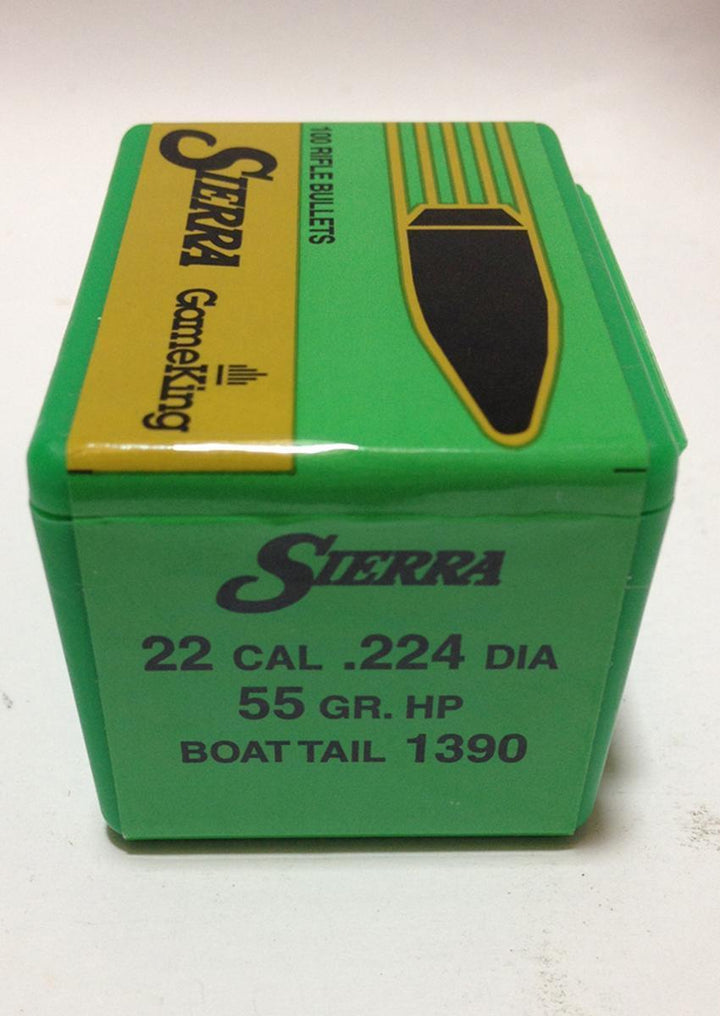 SIERRA GameKing
100 RIFLE BULLETS
SIERRA
22 CAL .224 DIA
55 GR. HP
BOAT TAIL 1390